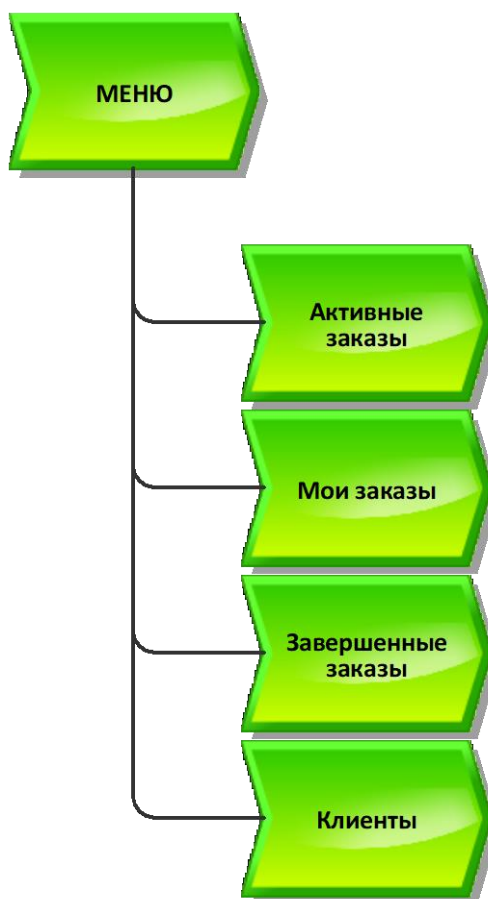 МЕНЮ
Активные
заказы
Мои заказы
Завершенные
заказы
Клиенты